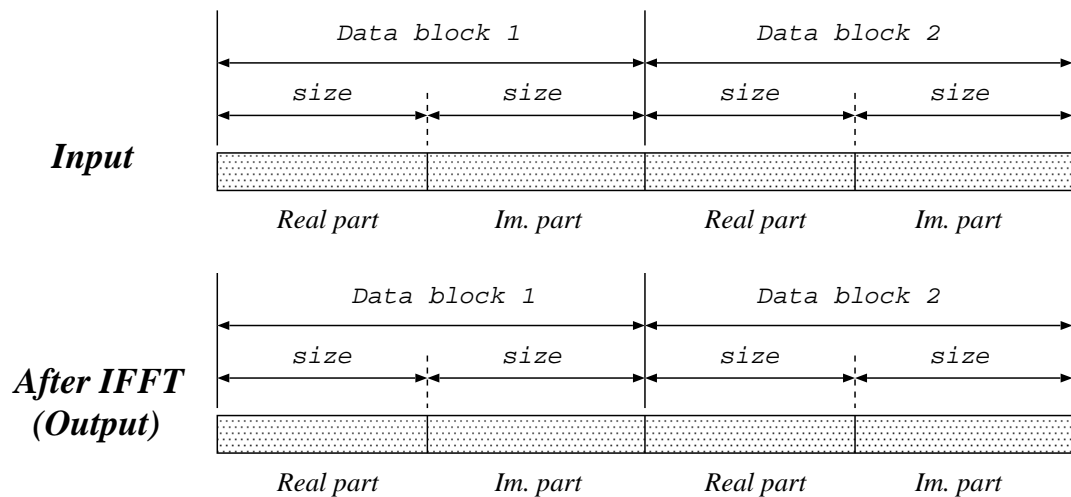 Data block 1 Data block 2
size size size size
Input
Real part Im. part Real part Im. part
Data block 1 Data block 2
size size size size
After IFFT
(Output)
Real part Im. part Real part Im. part